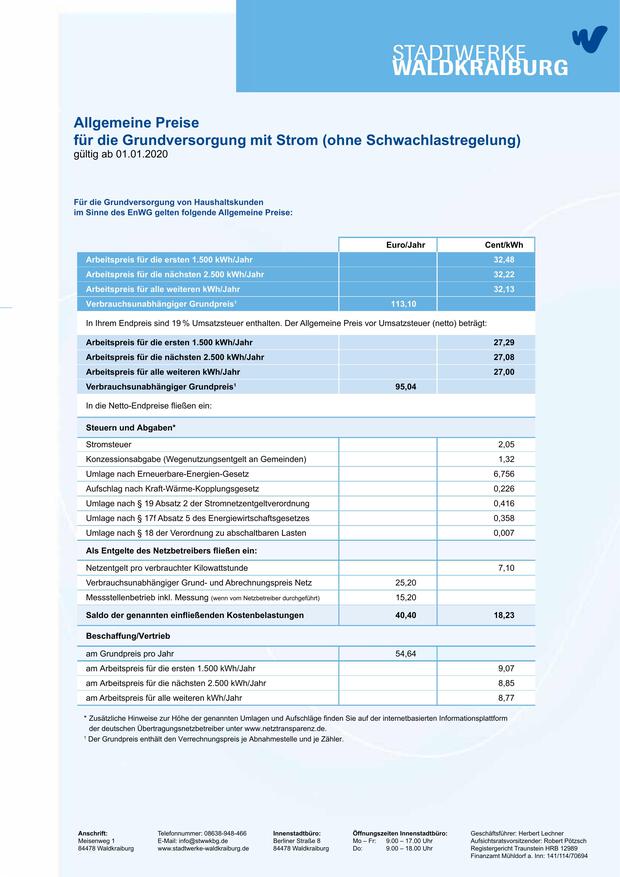 STADTWERKE
WALDKRAIBURG
Allgemeine Preise
für die Grundversorgung mit Strom (ohne Schwachlastregelung)
gültig ab 01.01.2020
Für die Grundversorgung von Haushaltskunden
im Sinne des EnWG gelten folgende Allgemeine Preise:
Euro/Jahr Cent/kWh
Arbeitspreis für die ersten 1.500 kWh/Jahr 32,48
Arbeitspreis für die nächsten 2.500 kWh/Jahr 32,22
Arbeitspreis für alle weiteren kWh/Jahr 32,13
Verbrauchsunabhängiger Grundpreis¹ 113,10
In Ihrem Endpreis sind 19 % Umsatzsteuer enthalten. Der Allgemeine Preis vor Umsatzsteuer (netto) beträgt:
Arbeitspreis für die ersten 1.500 kWh/Jahr 27,29
Arbeitspreis für die nächsten 2.500 kWh/Jahr 27,08
Arbeitspreis für alle weiteren kWh/Jahr 27,00
Verbrauchsunabhängiger Grundpreis¹ 95,04
In die Netto-Endpreise fließen ein:
Steuern und Abgaben*
Stromsteuer 2,05
Konzessionsabgabe (Wegenutzungsentgelt an Gemeinden) 1,32
Umlage nach Erneuerbare-Energien-Gesetz 6,756
Aufschlag nach Kraft-Wärme-Kopplungsgesetz 0,226
Umlage nach § 19 Absatz 2 der Stromnetzentgeltverordnung 0,416
Umlage nach § 17f Absatz 5 des Energiewirtschaftsgesetzes 0,358
Umlage nach § 18 der Verordnung zu abschaltbaren Lasten 0,007
Als Entgelte des Netzbetreibers fließen ein:
Netzentgelt pro verbrauchter Kilowattstunde 7,10
Verbrauchsunabhängiger Grund- und Abrechnungspreis Netz 25,20
Messstellenbetrieb inkl. Messung (wenn vom Netzbetreiber durchgeführt) 15,20
Saldo der genannten einfließenden Kostenbelastungen 40,40 18,23
Beschaffung/Vertrieb
am Grundpreis pro Jahr 54,64
am Arbeitspreis für die ersten 1.500 kWh/Jahr 9,07
am Arbeitspreis für die nächsten 2.500 kWh/Jahr 8,85
am Arbeitspreis für alle weiteren kWh/Jahr 8,77
* Zusätzliche Hinweise zur Höhe der genannten Umlagen und Aufschläge finden Sie auf der internetbasierten Informationsplattform
der deutschen Übertragungsnetzbetreiber unter www.netztransparenz.de.
¹ Der Grundpreis enthält den Verrechnungspreis je Abnahmestelle und je Zähler.
Anschrift: Telefonnummer: 08638-948-466 Innenstadtbüro: Öffnungszeiten Innenstadtbüro: Geschäftsführer: Herbert Lechner
Meisenweg 1 E-Mail: info@stwwkbg.de Berliner Straße 8 Mo – Fr: 9.00 – 17.00 Uhr Aufsichtsratsvorsitzender: Robert Pötzsch
84478 Waldkraiburg www.stadtwerke-waldkraiburg.de 84478 Waldkraiburg Do: 9.00 – 18.00 Uhr Registergericht Traunstein HRB 12989
Finanzamt Mühldorf a. Inn: 141/114/70694